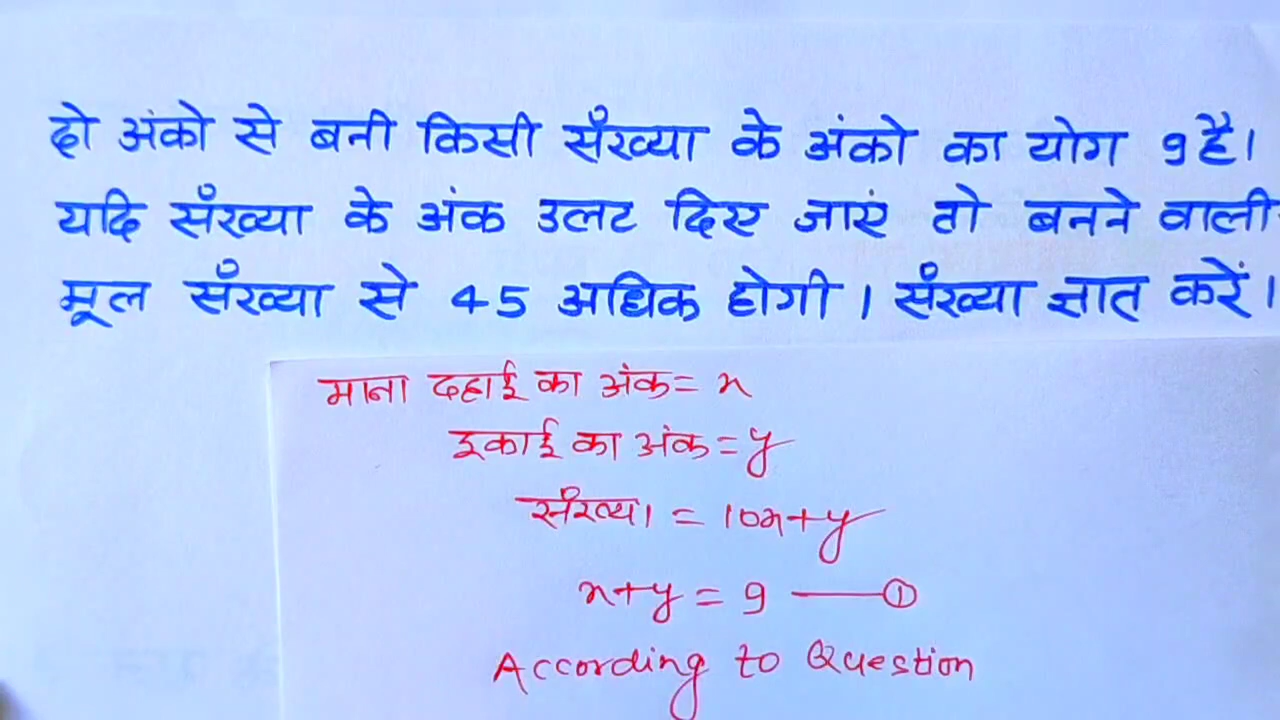 दो अंको से बनी किसी सँख्या के अंको का योग 9 है।
यदि सँख्या के अंक उलट दिए जाएं तो बनने वाली
मूल सँख्या से 45 अधिक होगी। सँख्या ज्ञात करें।
माना दहाई का अंक = x
इकाई का अंक = y
सँख्या = 10x+y
x+y = 9 —— ①
According to Question